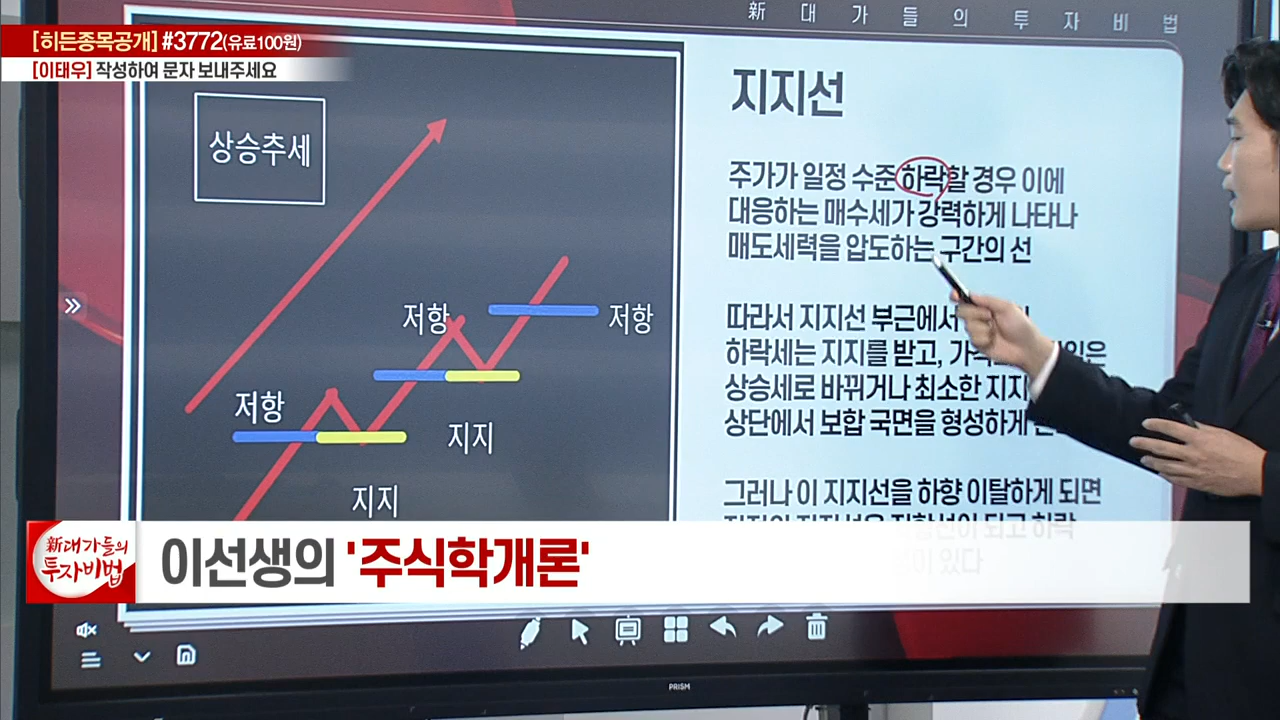 [히든종목공개] #3772(유료100원)
[이태우] 작성하여 문자 보내주세요
新 대 가 들 의 투 자 비 법
상승추세
저항
저항
저항
지지
지지
지지선
주가가 일정 수준 하락할 경우 이에
대응하는 매수세가 강력하게 나타나
매도세력을 압도하는 구간의 선
따라서 지지선 부근에서
하락세는 지지를 받고,
상승세로 바뀌거나 최소한
상단에서 보합 국면을 형성하게
그러나 이 지지선을 하향 이탈하게 되면
있다
新대가들의
투자비법
이선생의 '주식학개론'
PRISM